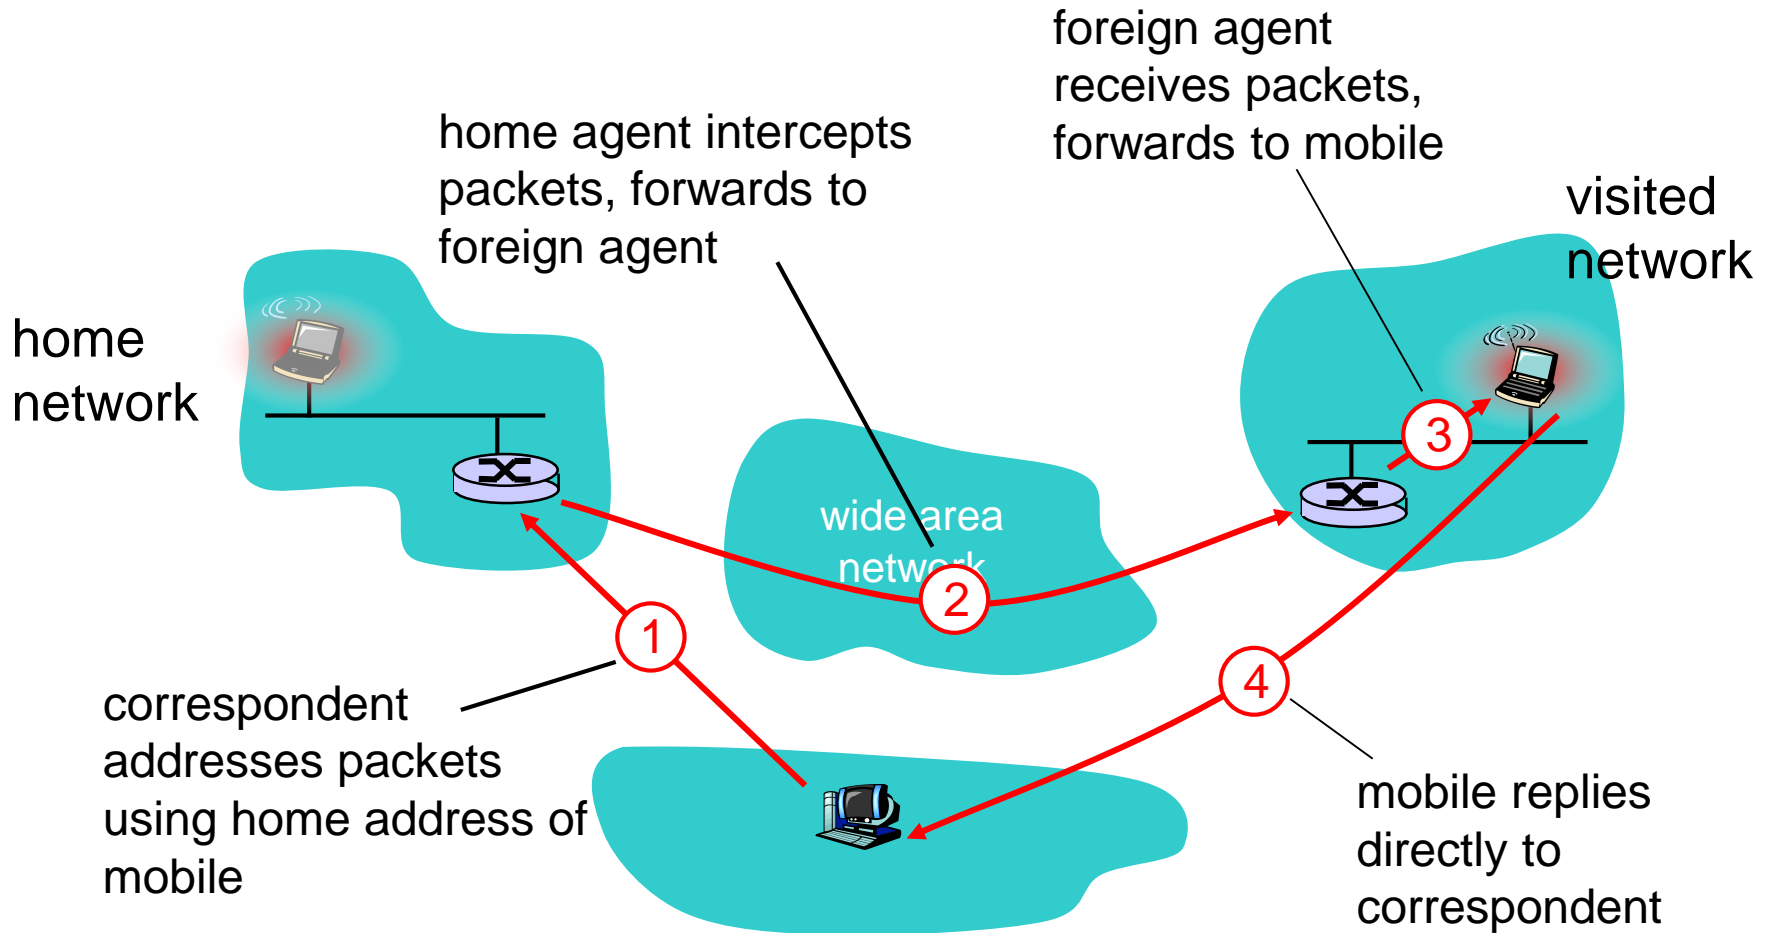 foreign agent
receives packets,
forwards to mobile
home agent intercepts
packets, forwards to
foreign agent
visited
network
home
network
3
wide area
network
2
1
4
correspondent
addresses packets
using home address of
mobile
mobile replies
directly to
correspondent